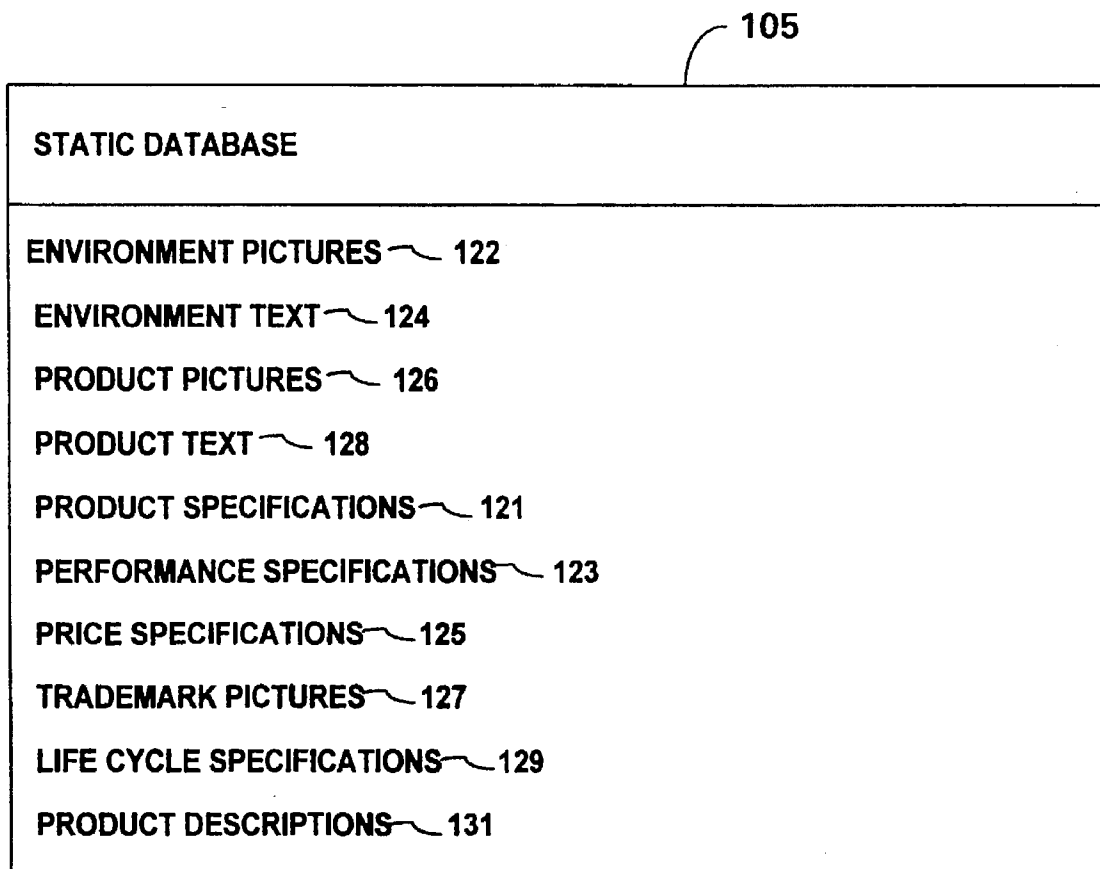 105
STATIC DATABASE
ENVIRONMENT PICTURES 122
ENVIRONMENT TEXT 124
PRODUCT PICTURES 126
PRODUCT TEXT 128
PRODUCT SPECIFICATIONS 121
PERFORMANCE SPECIFICATIONS 123
PRICE SPECIFICATIONS 125
TRADEMARK PICTURES 127
LIFE CYCLE SPECIFICATIONS 129
PRODUCT DESCRIPTIONS 131